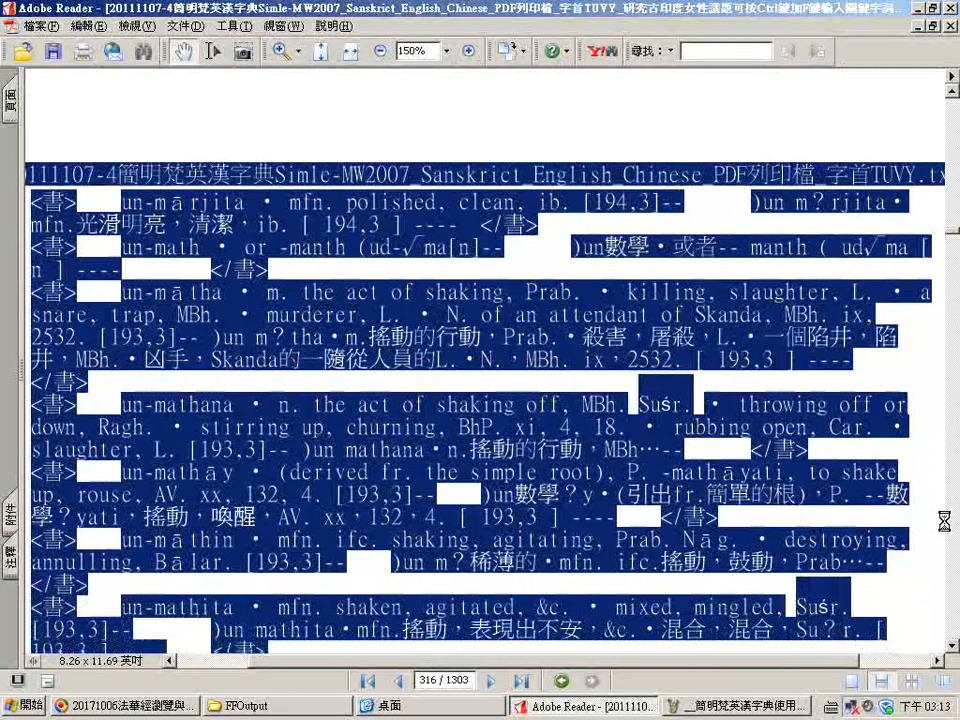 Adobe Reader - [20111107-4簡明梵英漢字典Simle-MW2007_Sanskrict_English_Chinese_PDF列印檔_字首TUVY_研究古印度女性議題可按Ctrl鍵加F鍵輸入關鍵字詞...
檔案(F) 編輯(E) 檢視(V) 文件(D) 工具(T) 視窗(W) 說明(H)
150% Y! 尋找:
頁面
111107-4簡明梵英漢字典Simle-MW2007_Sanskrict_English_Chinese_PDF列印檔_字首TUVY.tx
<書> un-mārjita • mfn. polished, clean, ib. [194,3]-- )un m?rjita•
mfn.光滑明亮，清潔，ib. [ 194,3 ] ---- </書>
<書> un-math • or -manth (ud-√ma[n]-- )un數學•或者-- manth ( ud√ma [
n ] ---- </書>
<書> un-mātha • m. the act of shaking, Prab. • killing, slaughter, L. • a
snare, trap, MBh. • murderer, L. • N. of an attendant of Skanda, MBh. ix,
2532. [193,3]-- )un m?tha•m.搖動的行動，Prab•殺害，屠殺，L.•一個陷井，陷
井，MBh.•凶手，Skanda的一隨從人員的L.•N.，MBh. ix，2532. [ 193,3 ] ----
</書>
<書> un-mathana • n. the act of shaking off, MBh. Suśr. • throwing off or
down, Ragh. • stirring up, churning, BhP. xi, 4, 18. • rubbing open, Car. •
slaughter, L. [193,3]-- )un mathana•n.搖動的行動，MBh…-- </書>
<書> un-mathāy • (derived fr. the simple root), P. -mathāyati, to shake
up, rouse, AV. xx, 132, 4. [193,3]-- )un數學？y•(引出fr.簡單的根)，P. --數
學？yati，搖動，喚醒，AV. xx，132，4. [ 193,3 ] ---- </書>
<書> un-māthin • mfn. ifc. shaking, agitating, Prab. Nāg. • destroying,
annulling, Bālar. [193,3]-- )un m？稀薄的•mfn. ifc.搖動，鼓動，Prab…--
</書>
<書> un-mathita • mfn. shaken, agitated, &c. • mixed, mingled, Suśr.
[193,3]-- )un mathita•mfn.搖動，表現出不安，&c.•混合，混合，Su？r. [
附件
注釋
8.26 x 11.69 英吋
316 / 1303
開始 20171006法華經瀏覽與... FFOutput 桌面 Adobe Reader - [2011110... __簡明梵英漢字典使用... 下午 03:13